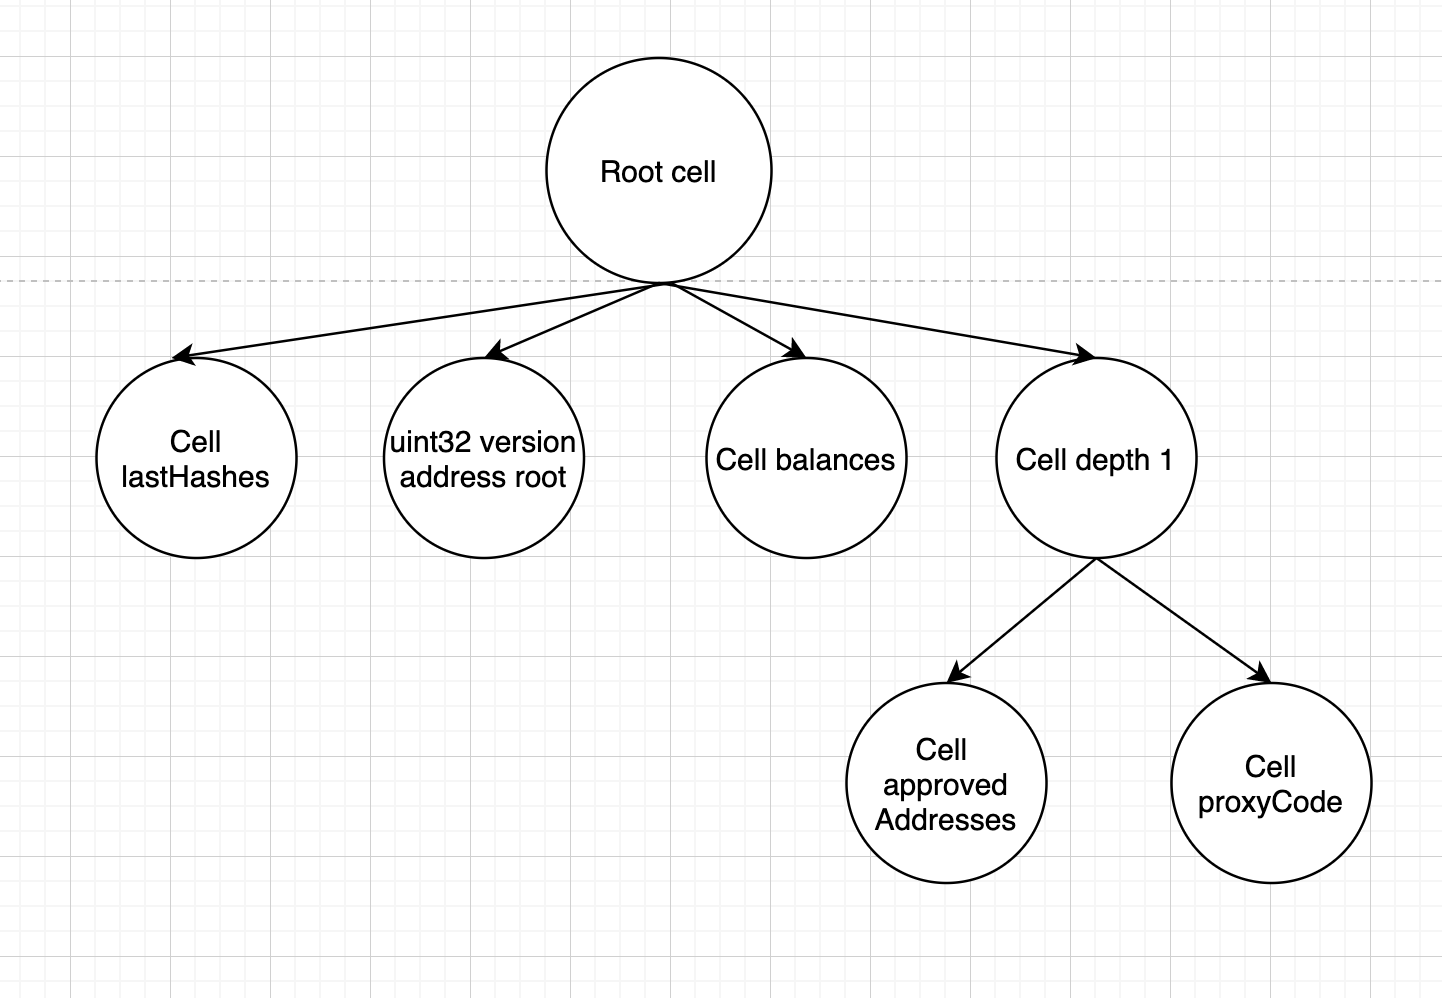 Root cell
Cell
lastHashes
uint32 version
address root
Cell balances
Cell depth 1
Cell
approved
Addresses
Cell
proxyCode